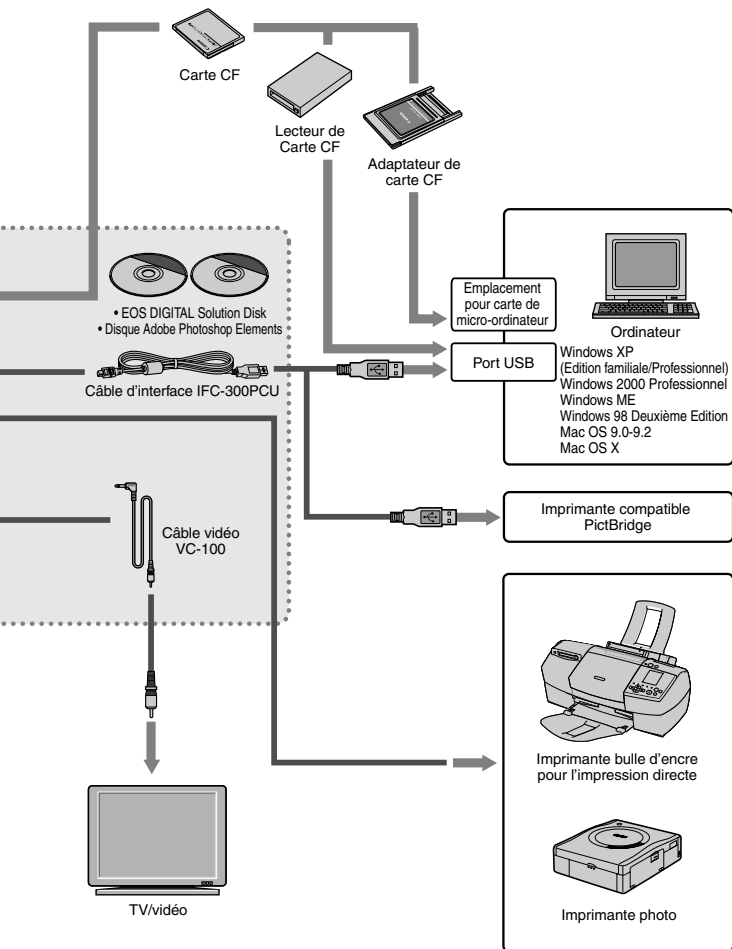 Carte CF
Lecteur de
Carte CF
Adaptateur de
carte CF
• EOS DIGITAL Solution Disk
• Disque Adobe Photoshop Elements
Câble d'interface IFC-300PCU
Emplacement
pour carte de
micro-ordinateur
Port USB
Ordinateur
Windows XP
(Edition familiale/Professionnel)
Windows 2000 Professionnel
Windows ME
Windows 98 Deuxième Edition
Mac OS 9.0-9.2
Mac OS X
Imprimante compatible
PictBridge
Câble vidéo
VC-100
Imprimante bulle d'encre
pour l'impression directe
TV/vidéo
Imprimante photo